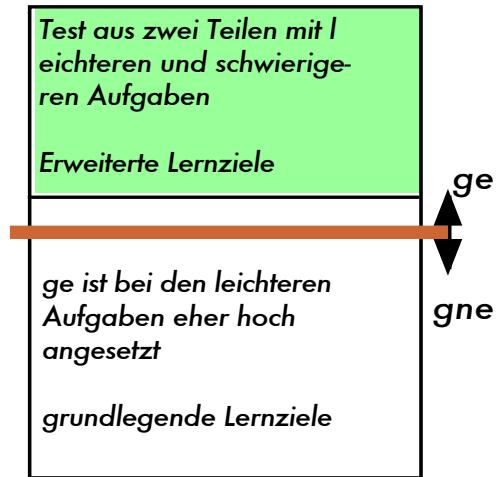 Test aus zwei Teilen mit l
eichteren und schwierige-
ren Aufgaben
Erweiterte Lernziele
ge
ge ist bei den leichteren
Aufgaben eher hoch
angesetzt
gne
grundlegende Lernziele